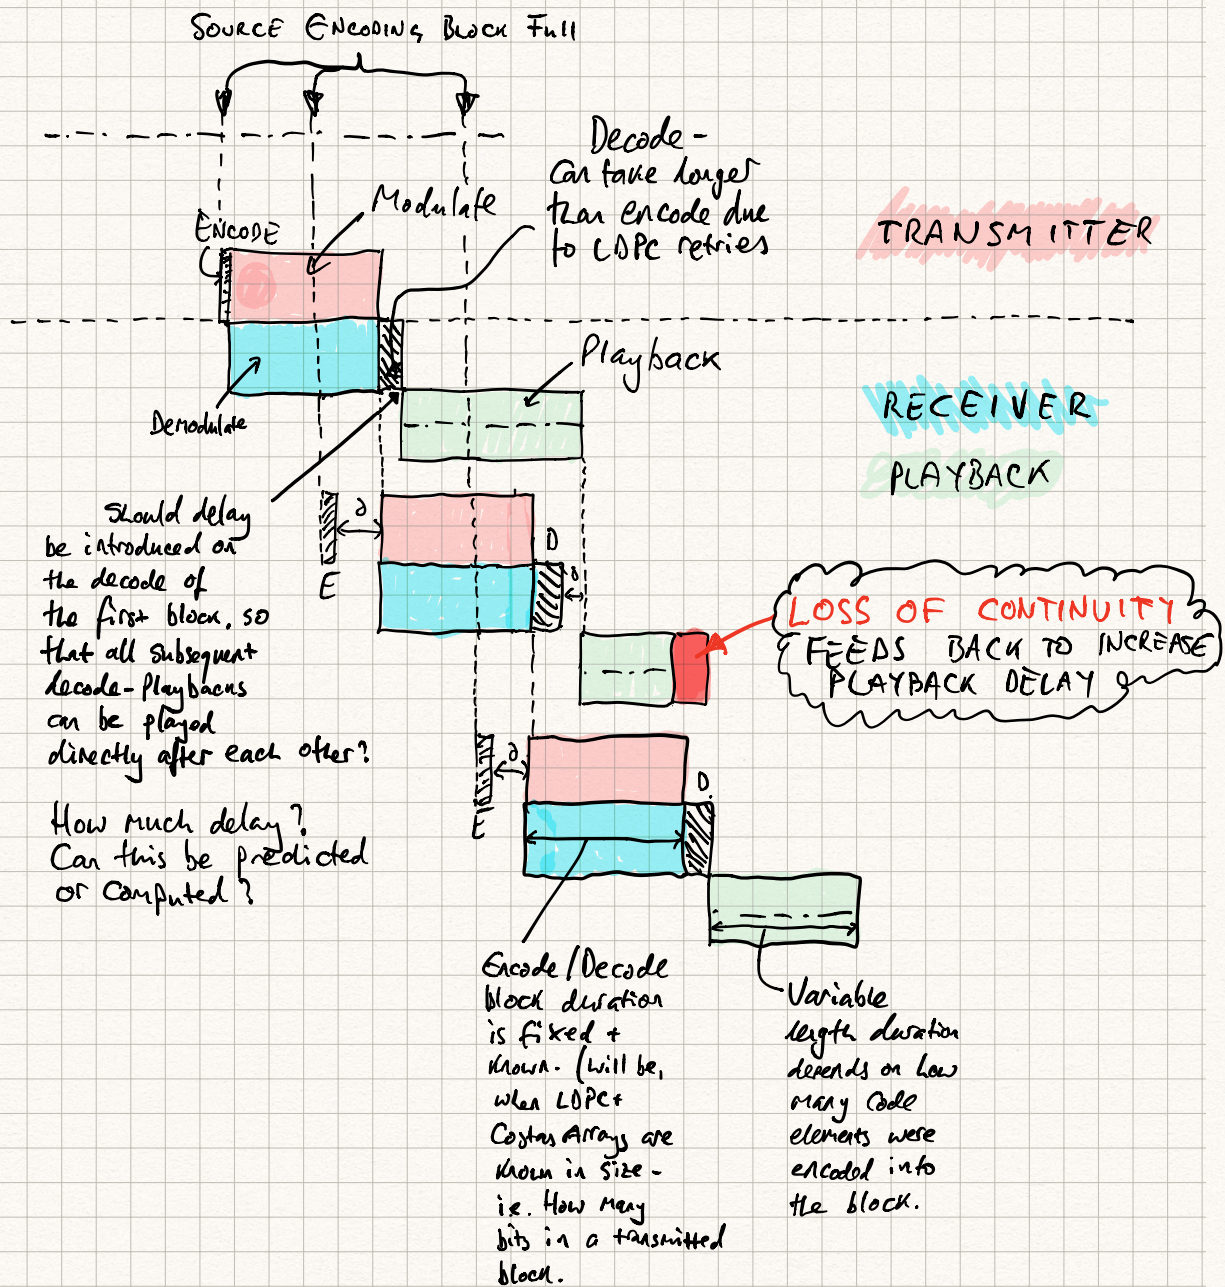 SOURCE ENCODING BLOCK FULL
Decode -
Can take longer
than encode due
to LDPC retries
Modulate
ENCODE
TRANSMITTER
Playback
Demodulate
RECEIVER
PLAYBACK
Should delay
be introduced on
the decode of
the first block, so
that all subsequent
decode-playbacks
can be played
directly after each other?
∂
E
D
∂
LOSS OF CONTINUITY
FEEDS BACK TO INCREASE
PLAYBACK DELAY
∂
E
D
How much delay?
Can this be predicted
or computed?
Encode/Decode
block duration
is fixed +
known. (will be,
when LDPC +
Costas Arrays are
known in size -
i.e. How many
bits in a transmitted
block.
Variable
length duration
depends on how
many code
elements were
encoded into
the block.